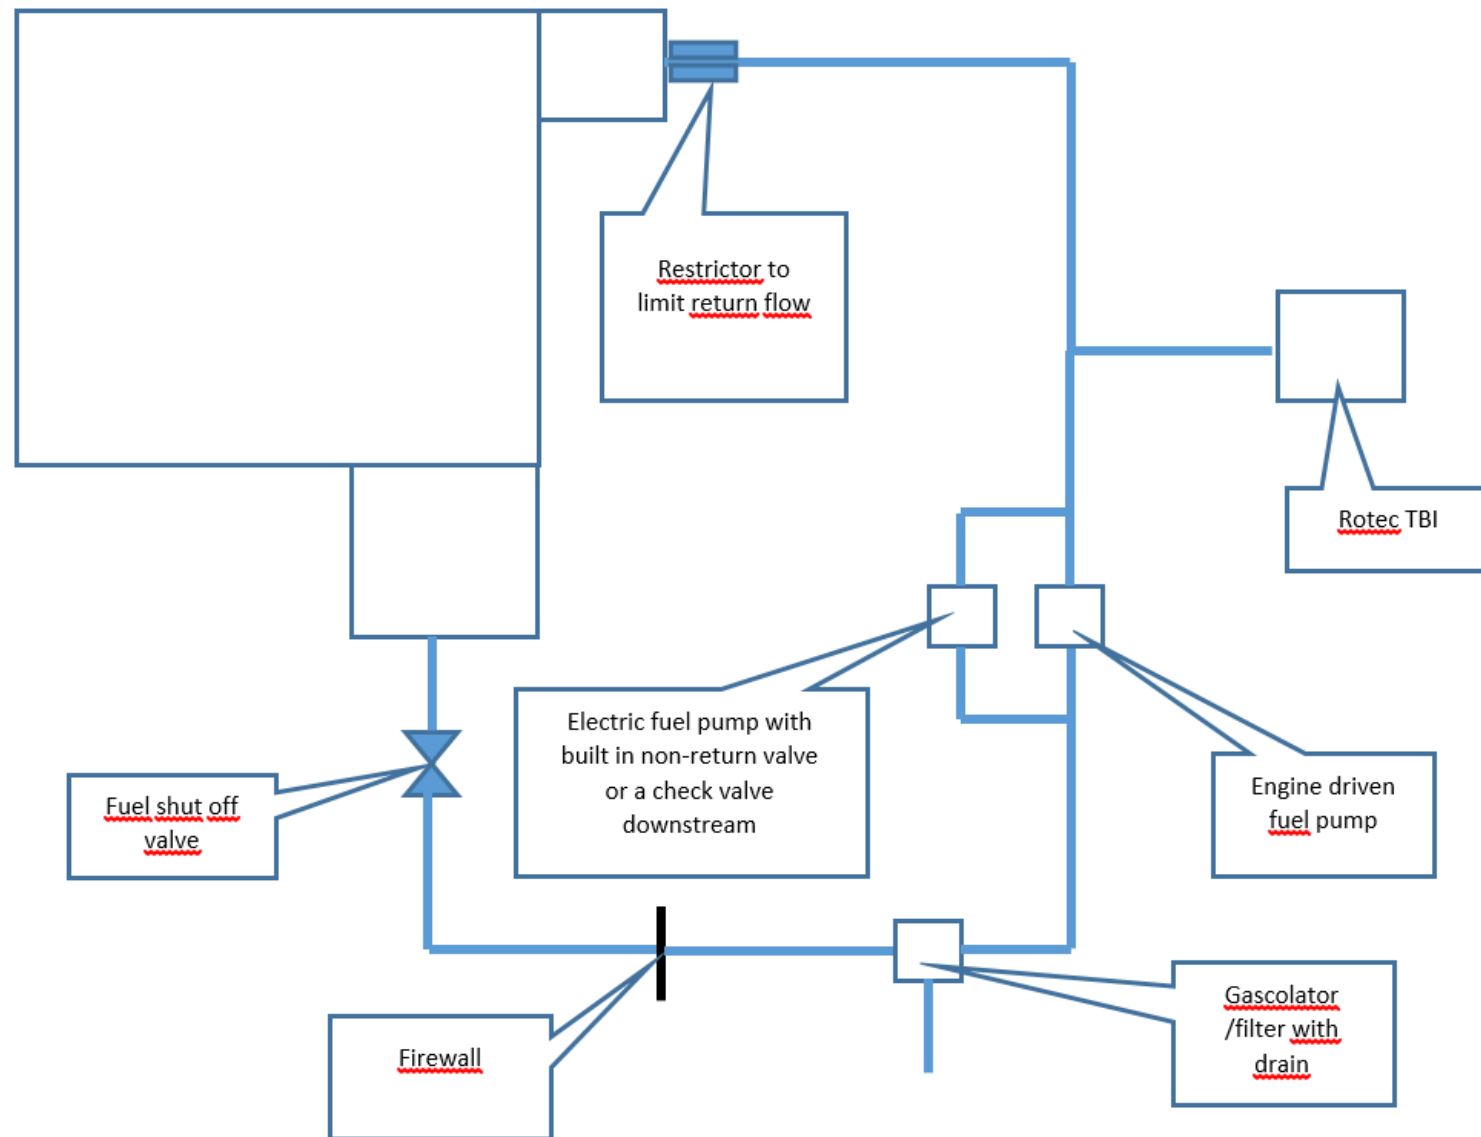 Restrictor to
limit return flow
Rotec TBI
Electric fuel pump with
built in non-return valve
or a check valve
downstream
Engine driven
fuel pump
Fuel shut off
valve
Gascolator
/filter with
drain
Firewall